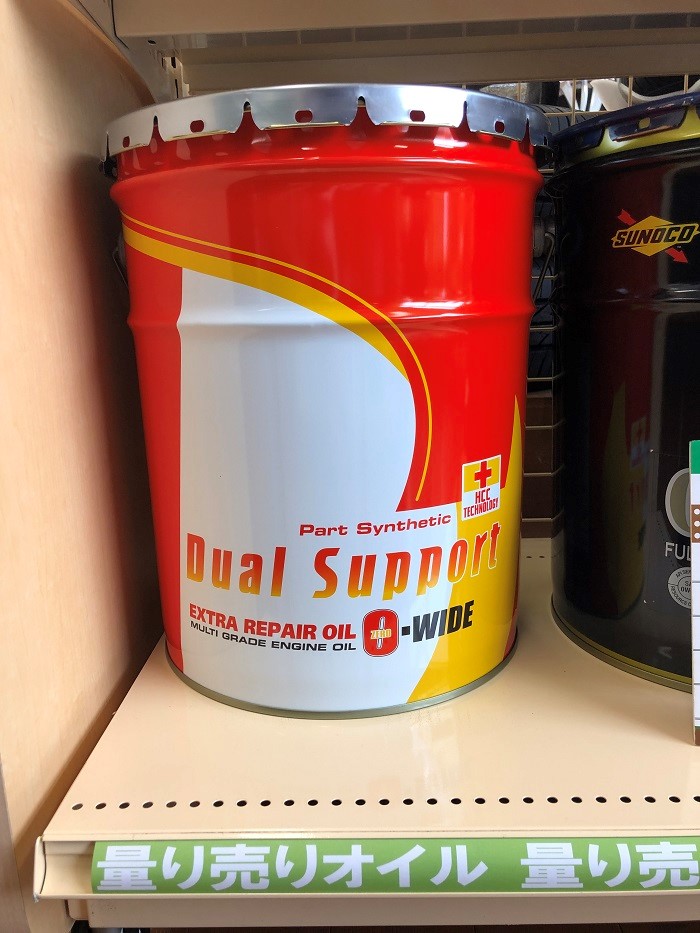 SUNOCO
HCC
TECHNOLOGY
Part Synthetic
Dual Support
EXTRA REPAIR OIL
MULTI GRADE ENGINE OIL
ZERO
-WIDE
FUL
量り売りオイル 量り売